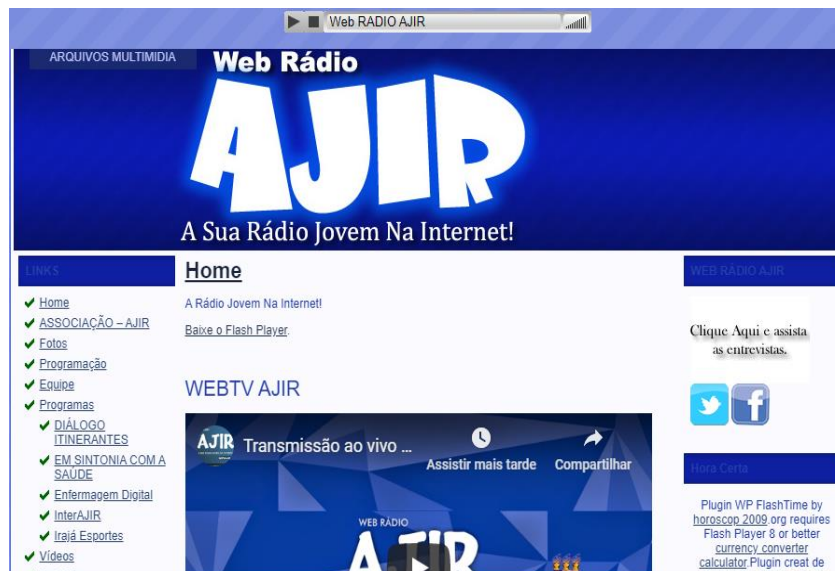 Web RADIO AJIR
ARQUIVOS MULTIMIDIA
Web Rádio
AJIR
A Sua Rádio Jovem Na Internet!
LINKS
Home
ASSOCIAÇÃO – AJIR
Fotos
Programação
Equipe
Programas
DIÁLOGO
ITINERANTES
EM SINTONIA COM A
SAÚDE
Enfermagem Digital
InterAJIR
Irajá Esportes
Vídeos
Home
A Rádio Jovem Na Internet!
Baixe o Flash Player.
WEBTV AJIR
AJIR
Transmissão ao vivo ...
Assistir mais tarde
Compartilhar
WEB RÁDIO
AJIR
WEB RÁDIO AJIR
Clique Aqui e assista
as entrevistas.
Hora Certa
Plugin WP FlashTime by
horoscop 2009.org requires
Flash Player 8 or better
currency converter
calculator.Plugin creat de